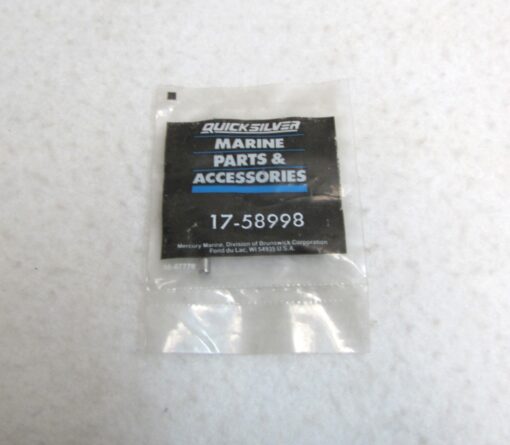 QUICKSILVER
MARINE
PARTS &
ACCESSORIES
17-58998
Mercury Marine, Division of Brunswick Corporation
Fond du Lac, WI 54935 U.S.A.